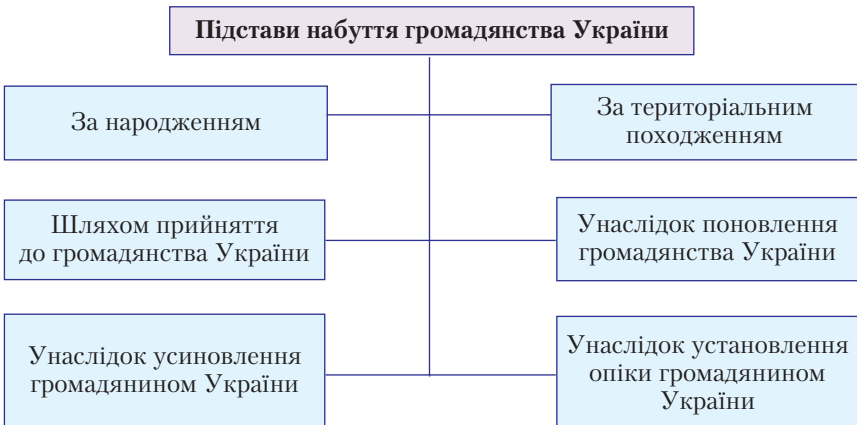 Підстави набуття громадянства України
За народженням
За територіальним
походженням
Шляхом прийняття
до громадянства України
Унаслідок поновлення
громадянства України
Унаслідок усиновлення
громадянином України
Унаслідок установлення
опіки громадянином
України